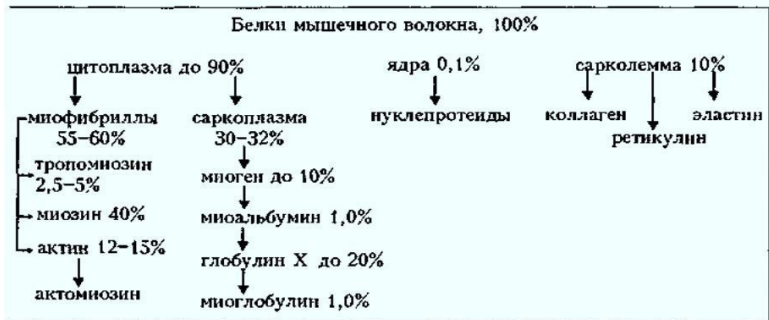 Белки мышечного волокна, 100%
цитоплазма до 90% ядра 0,1% сарколемма 10%
миофибриллы саркоплазма нуклепротеиды коллаген эластин
55-60% 30-32% ретикулин
тропомиозин
2,5-5% миоген до 10%
миозин 40% миоальбумин 1,0%
актин 12-15%
глобулин X до 20%
актомиозин миоглобулин 1,0%